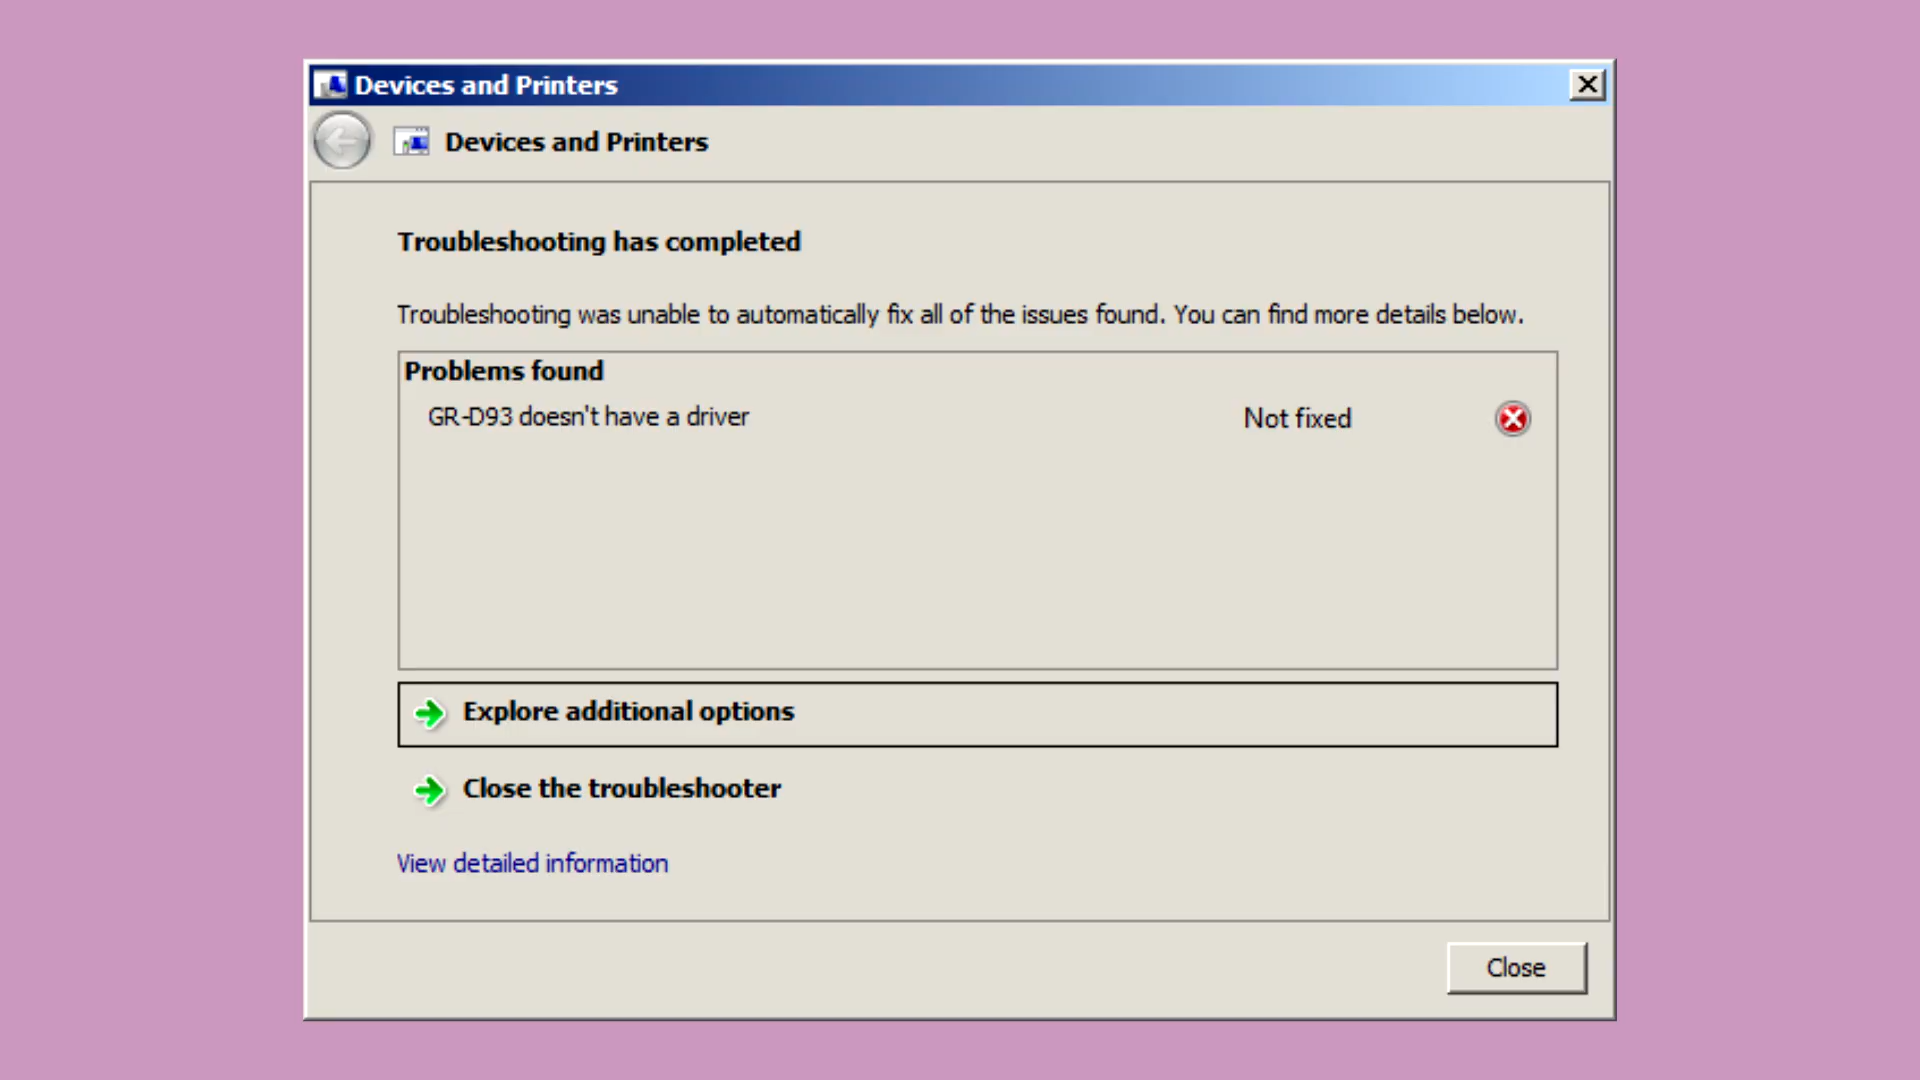 Devices and Printers
Devices and Printers
Troubleshooting has completed
Troubleshooting was unable to automatically fix all of the issues found. You can find more details below.
Problems found
GR-D93 doesn't have a driver Not fixed
Explore additional options
Close the troubleshooter
View detailed information
Close